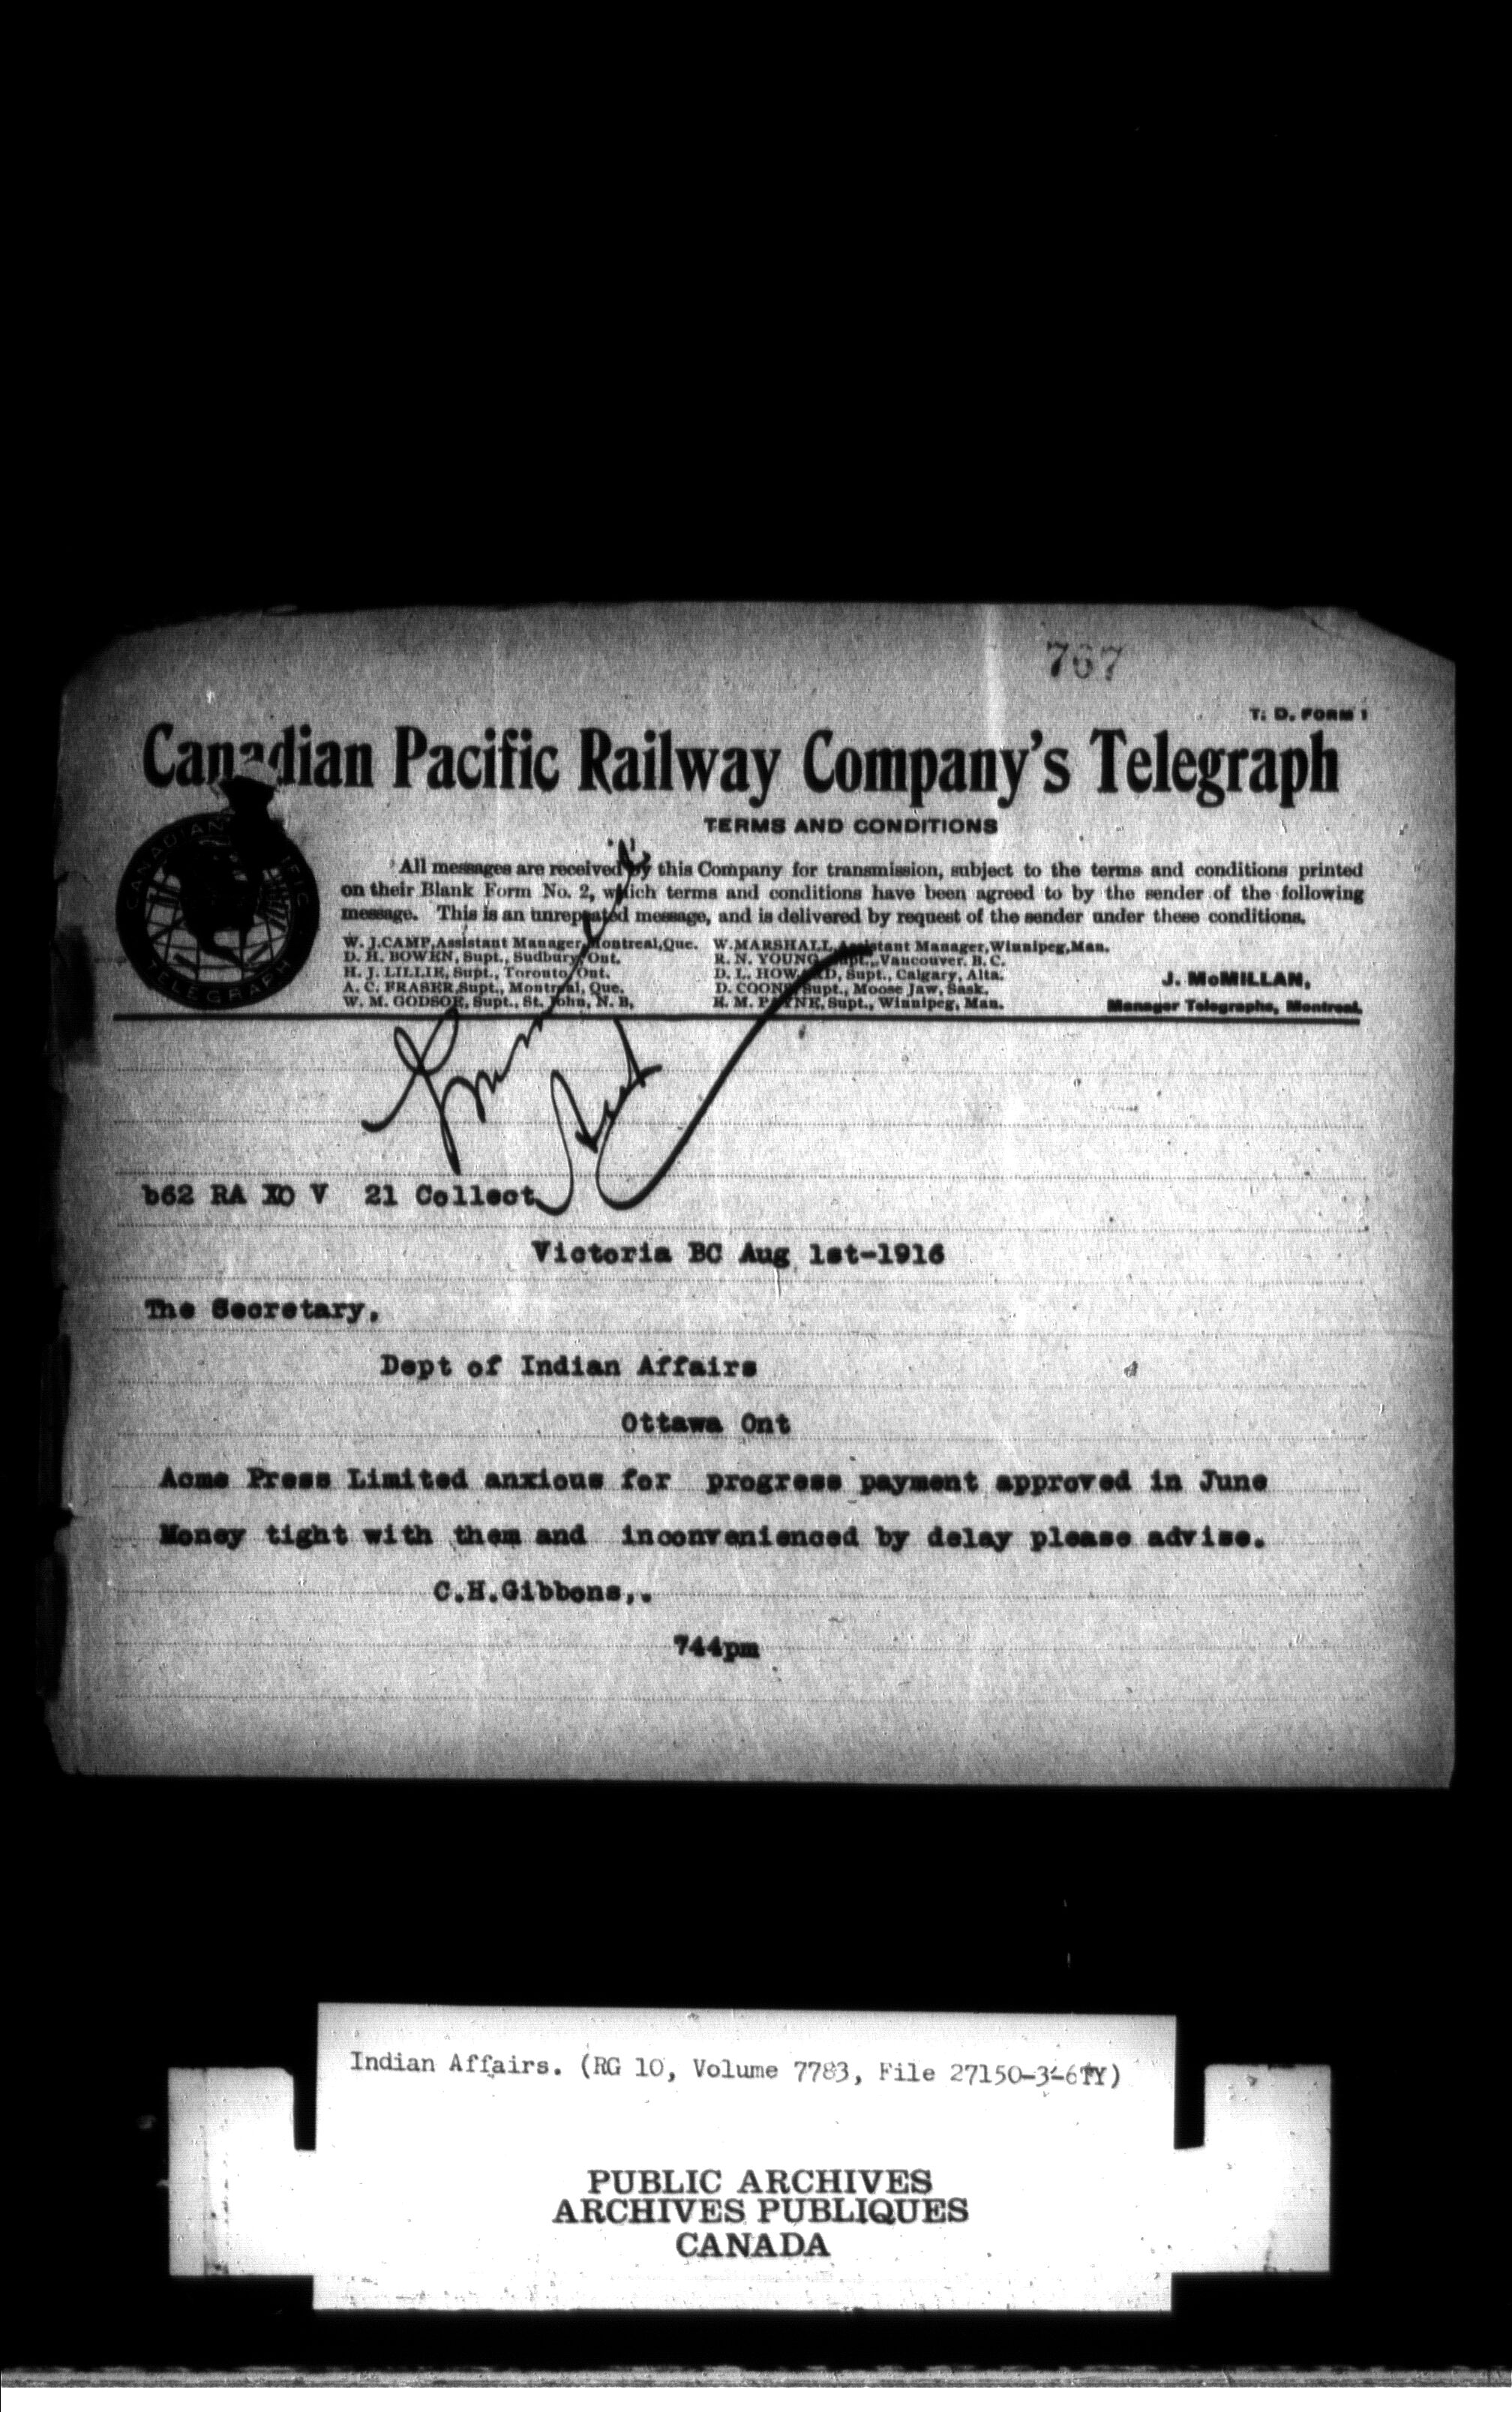 767
T. D. FORM 1
Canadian Pacific Railway Company's Telegraph
TERMS AND CONDITIONS
All messages are received by this Company for transmission, subject to the terms and conditions printed
on their Blank Form No. 2, which terms and conditions have been agreed to by the sender of the following
message. This is an unrepeated message, and is delivered by request of the sender under these conditions.
W. J. CAMP, Assistant Manager, Montreal, Que. W. MARSHALL, Assistant Manager, Winnipeg, Man.
D. H. BOWEN, Supt., Sudbury, Ont. R. N. YOUNG, Supt., Vancouver. B. C.
H. J. LILLIE, Supt., Toronto, Ont. D. L. HOWARD, Supt., Calgary, Alta.
A. C. FRASER, Supt., Montreal, Que. D. COONS, Supt., Moose Jaw, Sask.
W. M. GODSOE, Supt., St. John, N. B. R. M. PAYNE, Supt., Winnipeg, Man.
J. McMILLAN,
Manager Telegraphs, Montreal.
CANADIAN PACIFIC
TELEGRAPH
b62 RA XO V 21 Collect
Victoria BC Aug 1st-1916
The Secretary,
Dept of Indian Affairs
Ottawa Ont
Acme Press Limited anxious for progress payment approved in June
Money tight with them and inconvenienced by delay please advise.
C.H.Gibbons,.
744pm
Indian Affairs. (RG 10, Volume 7783, File 27150-3-6TY)
PUBLIC ARCHIVES
ARCHIVES PUBLIQUES
CANADA